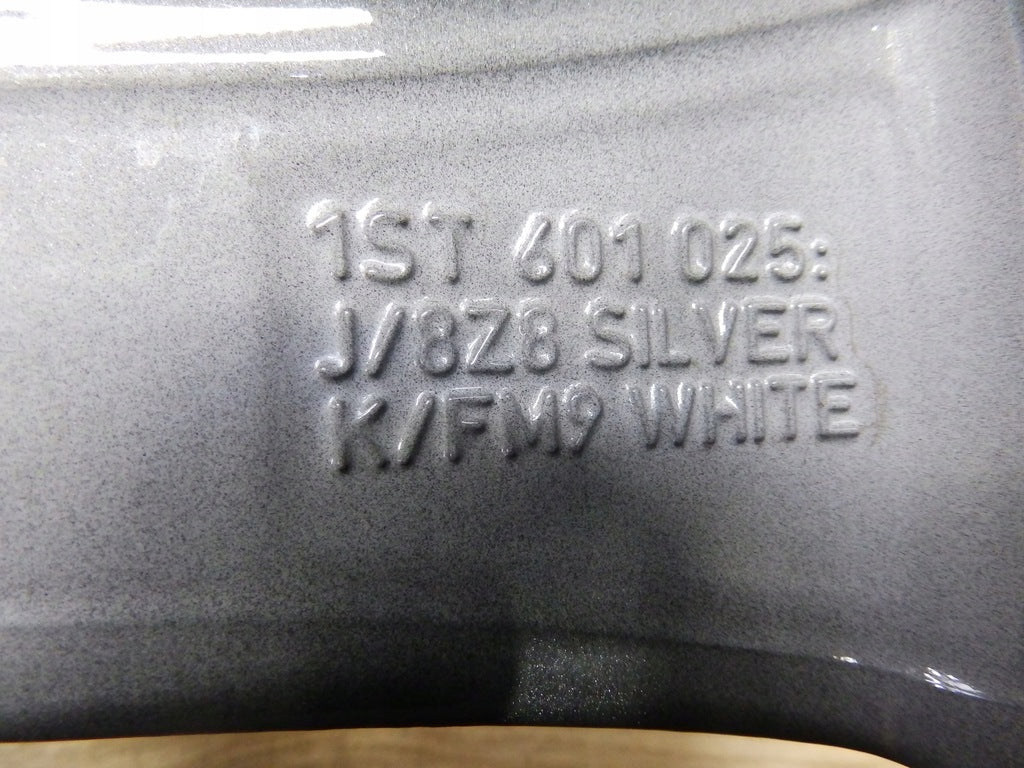 1ST 601 025:
J/8Z8 SILVER
K/FM9 WHITE